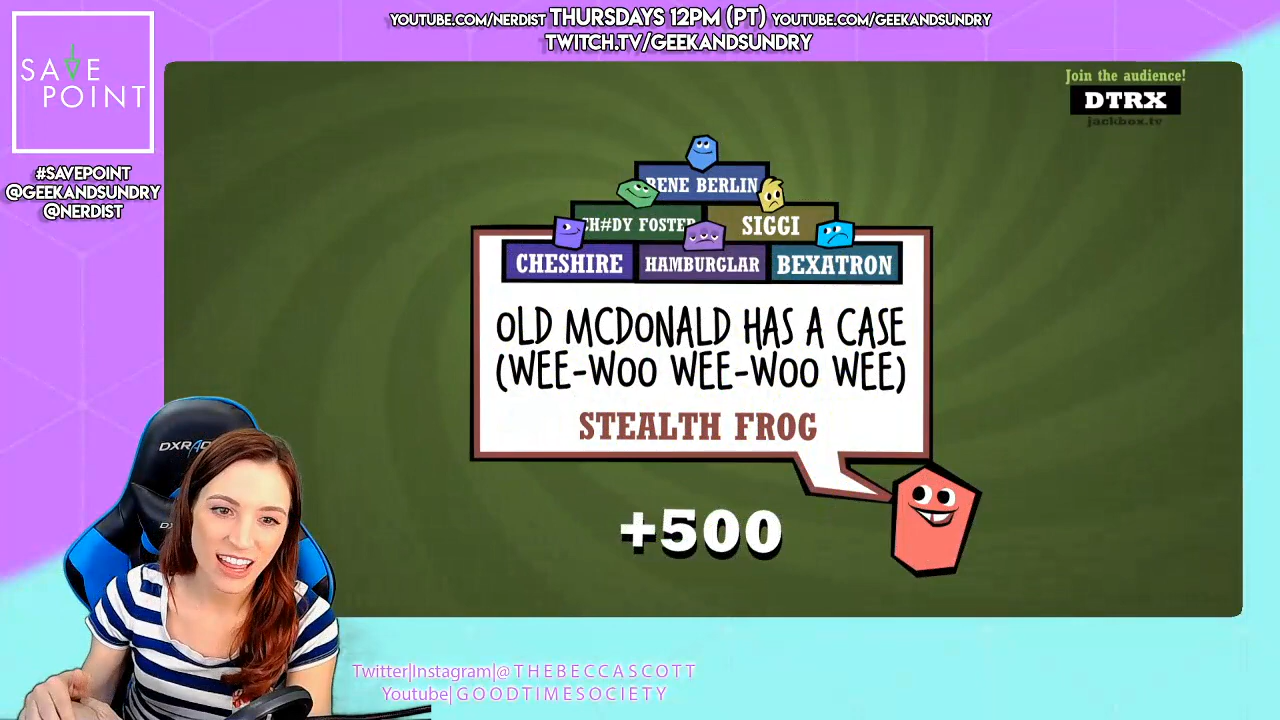 SAVE
POINT
#SAVEPOINT
@GEEKANDSUNDRY
@NERDIST
YOUTUBE.COM/NERDIST THURSDAYS 12PM (PT) YOUTUBE.COM/GEEKANDSUNDRY
TWITCH.TV/GEEKANDSUNDRY
Join the audience!
DTRX
jackbox.tv
RENE BERLIN
CH#DY FOSTER SIGGI
CHESHIRE HAMBURGLAR BEXATRON
OLD MCDONALD HAS A CASE
(WEE-WOO WEE-WOO WEE)
STEALTH FROG
+500
DXRA
Twitter|Instagram|@THEBECCASCOTT
Youtube|GOODTIMESOCIETY